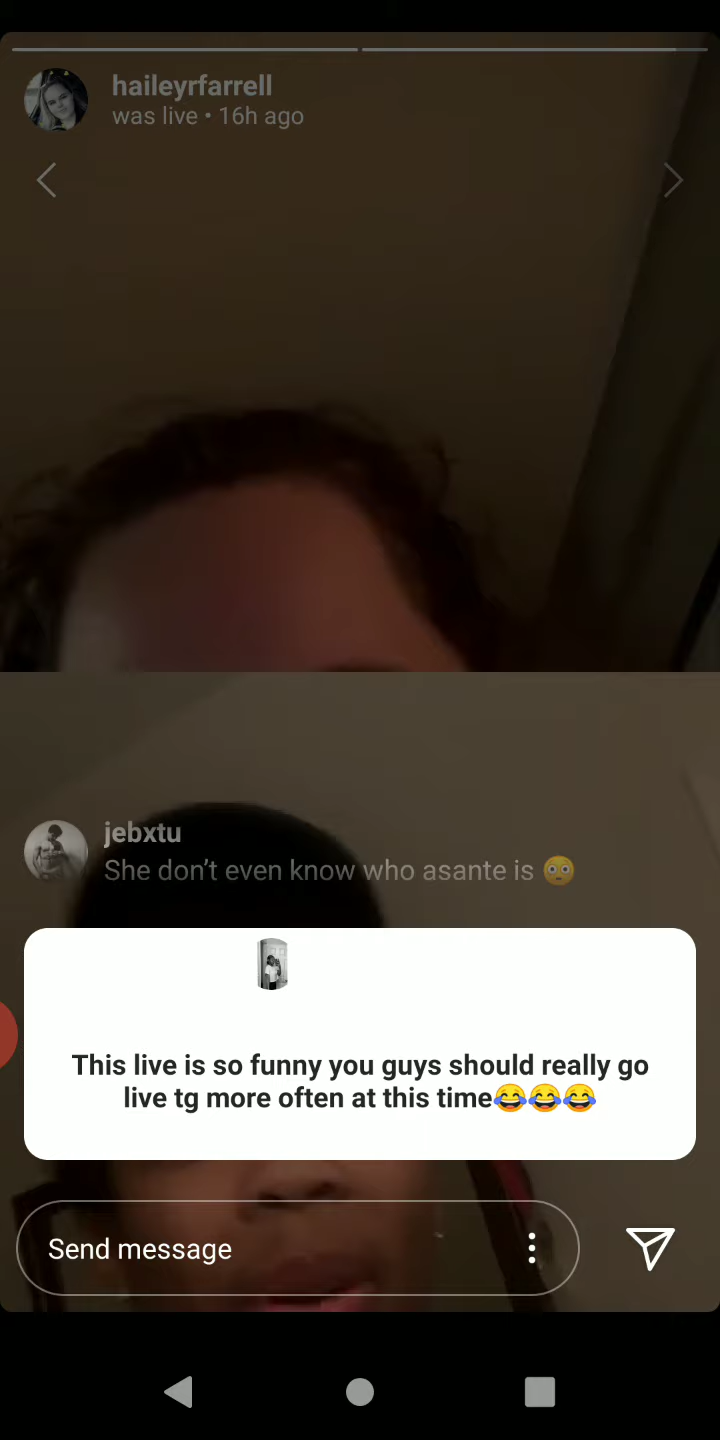 haileyrfarrell
was live • 16h ago
jebxtu
She don’t even know who asante is 😳
This live is so funny you guys should really go
live tg more often at this time😂😂😂
Send message